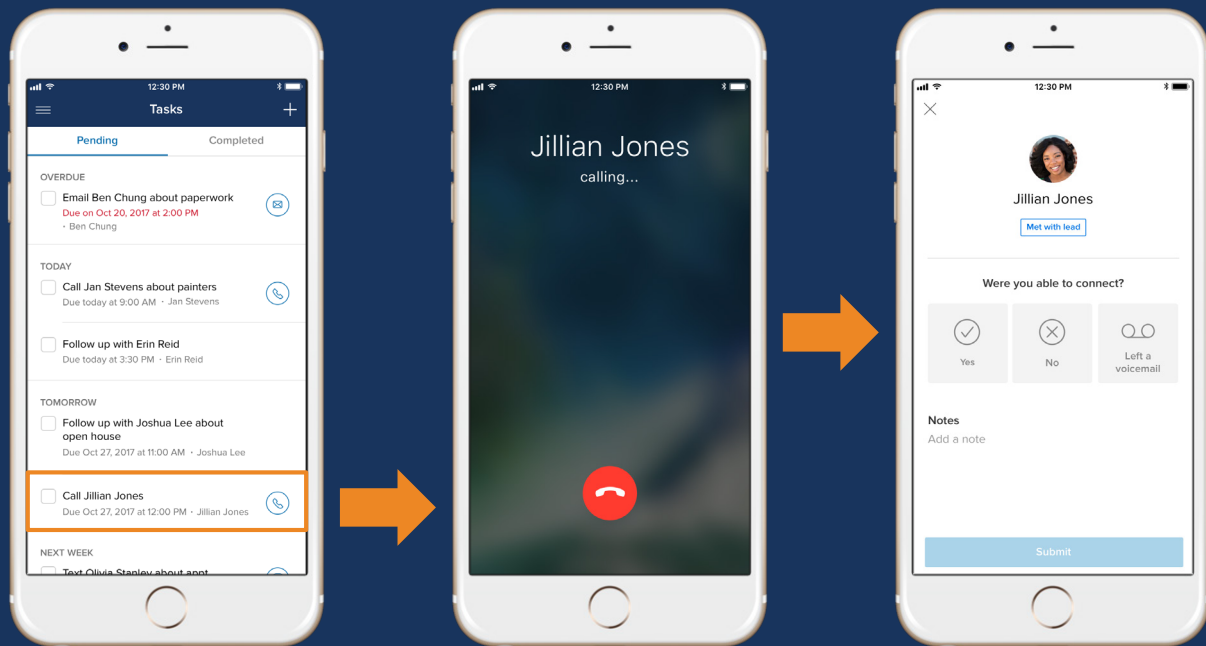 12:30 PM
Tasks
Pending
Completed
OVERDUE
Email Ben Chung about paperwork
Due on Oct 20, 2017 at 2:00 PM
· Ben Chung
TODAY
Call Jan Stevens about painters
Due today at 9:00 AM · Jan Stevens
Follow up with Erin Reid
Due today at 3:30 PM · Erin Reid
TOMORROW
Follow up with Joshua Lee about
open house
Due Oct 27, 2017 at 11:00 AM · Joshua Lee
Call Jillian Jones
Due Oct 27, 2017 at 12:00 PM · Jillian Jones
NEXT WEEK
Text Olivia Stanley about appt
12:30 PM
Jillian Jones
calling...
12:30 PM
Jillian Jones
Met with lead
Were you able to connect?
Yes
No
Left a
voicemail
Notes
Add a note
Submit